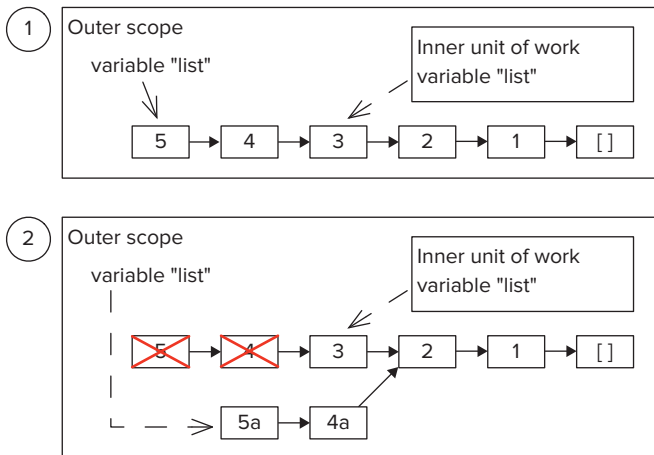 1
Outer scope
variable "list"
Inner unit of work
variable "list"
5
4
3
2
1
[ ]
2
Outer scope
variable "list"
Inner unit of work
variable "list"
5
4
3
2
1
[ ]
5a
4a